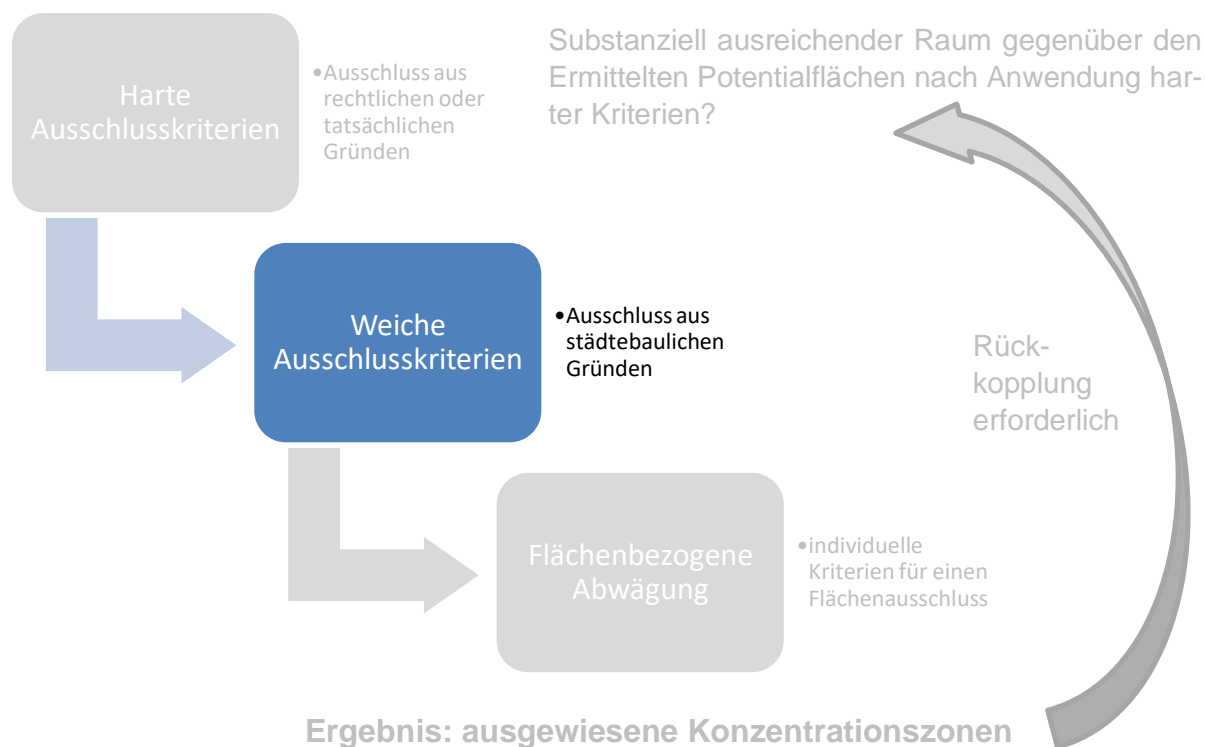 Harte
Ausschlusskriterien
•Ausschluss aus
rechtlichen oder
tatsächlichen
Gründen
Substanziell ausreichender Raum gegenüber den
Ermittelten Potentialflächen nach Anwendung har-
ter Kriterien?
Weiche
Ausschlusskriterien
•Ausschluss aus
städtebaulichen
Gründen
Rück-
kopplung
erforderlich
Flächenbezogene
Abwägung
•individuelle
Kriterien für einen
Flächenausschluss
Ergebnis: ausgewiesene Konzentrationszonen